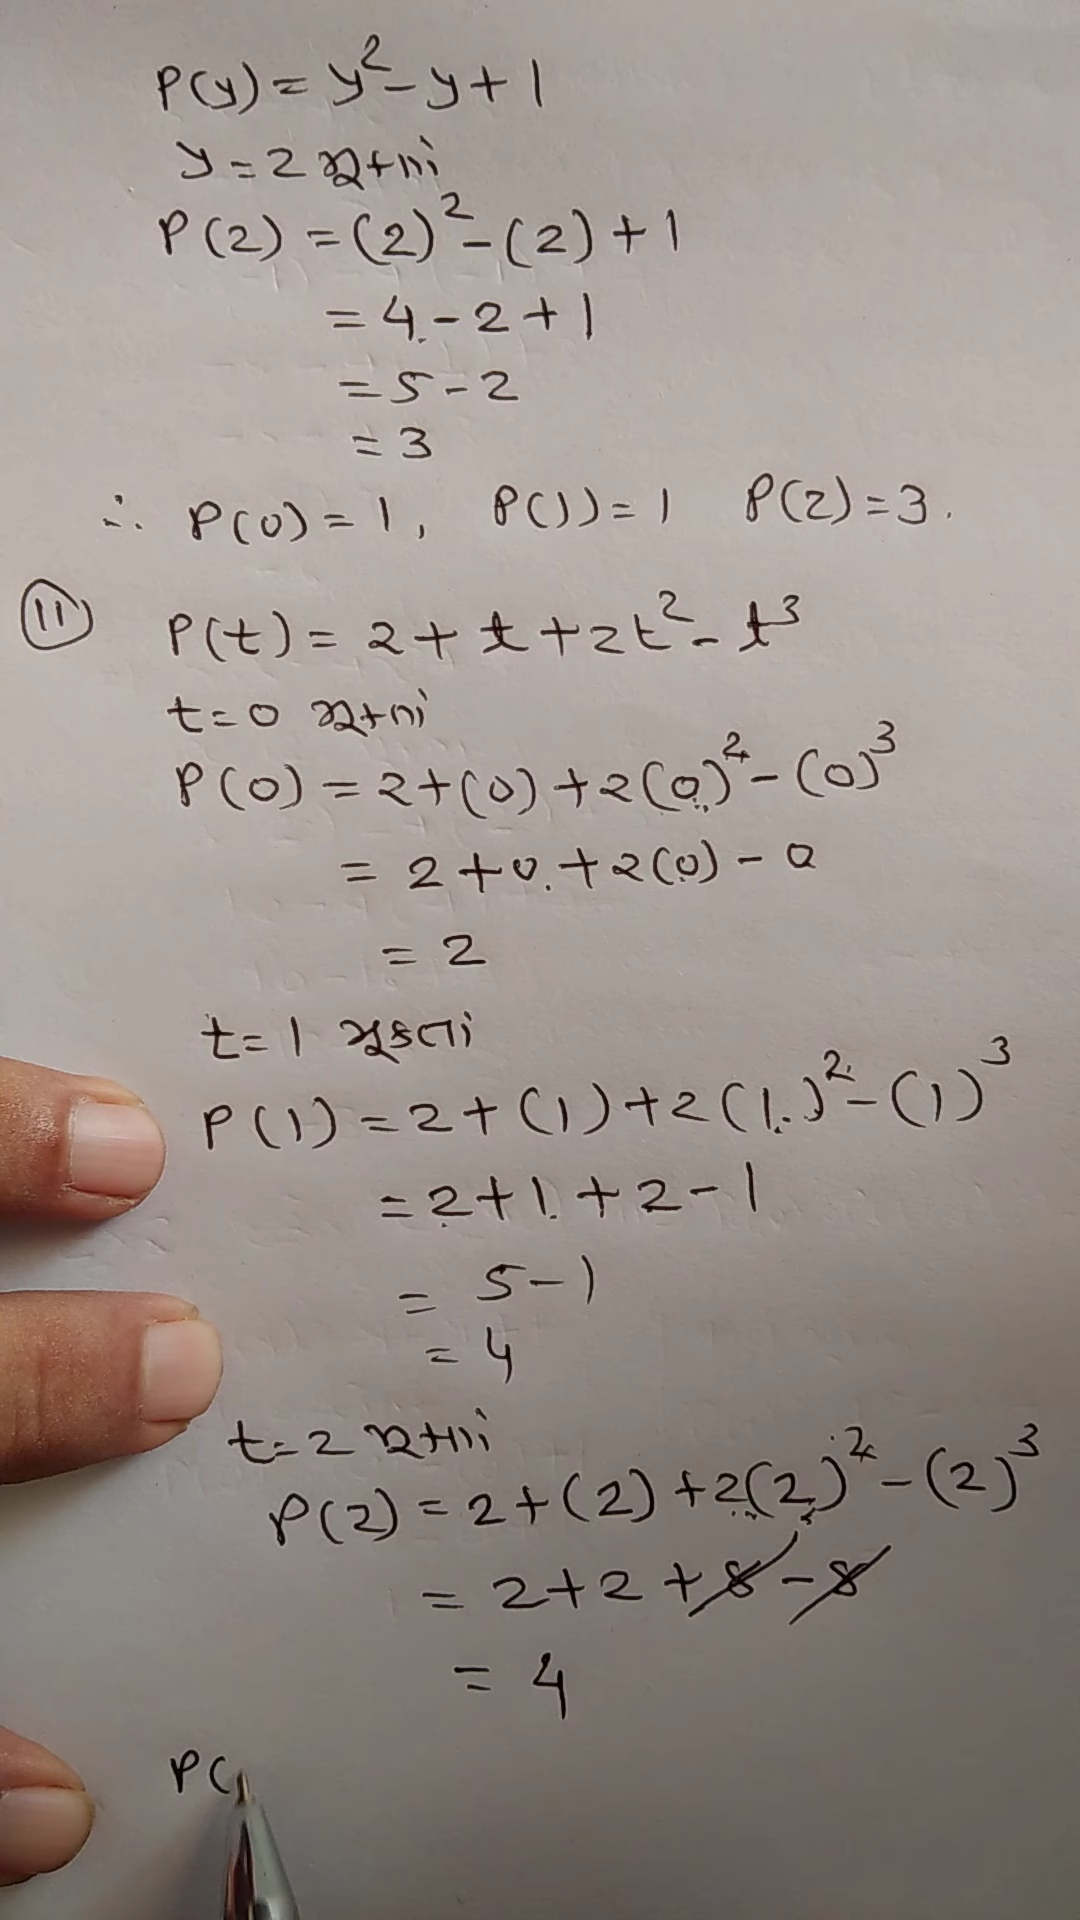 P(y) = y² - y + 1
y = 2 મૂકતાં
P(2) = (2)² - (2) + 1
= 4 - 2 + 1
= 5 - 2
= 3
∴ P(0) = 1, P(1) = 1 P(2) = 3.
(11) P(t) = 2 + t + 2t² - t³
t = 0 મૂકતાં
P(0) = 2 + (0) + 2(0)² - (0)³
= 2 + 0 + 2(0) - 0
= 2
t = 1 મૂકતાં
P(1) = 2 + (1) + 2(1)² - (1)³
= 2 + 1 + 2 - 1
= 5 - 1
= 4
t = 2 મૂકતાં
P(2) = 2 + (2) + 2(2)² - (2)³
= 2 + 2 + 8 - 8
= 4
P(